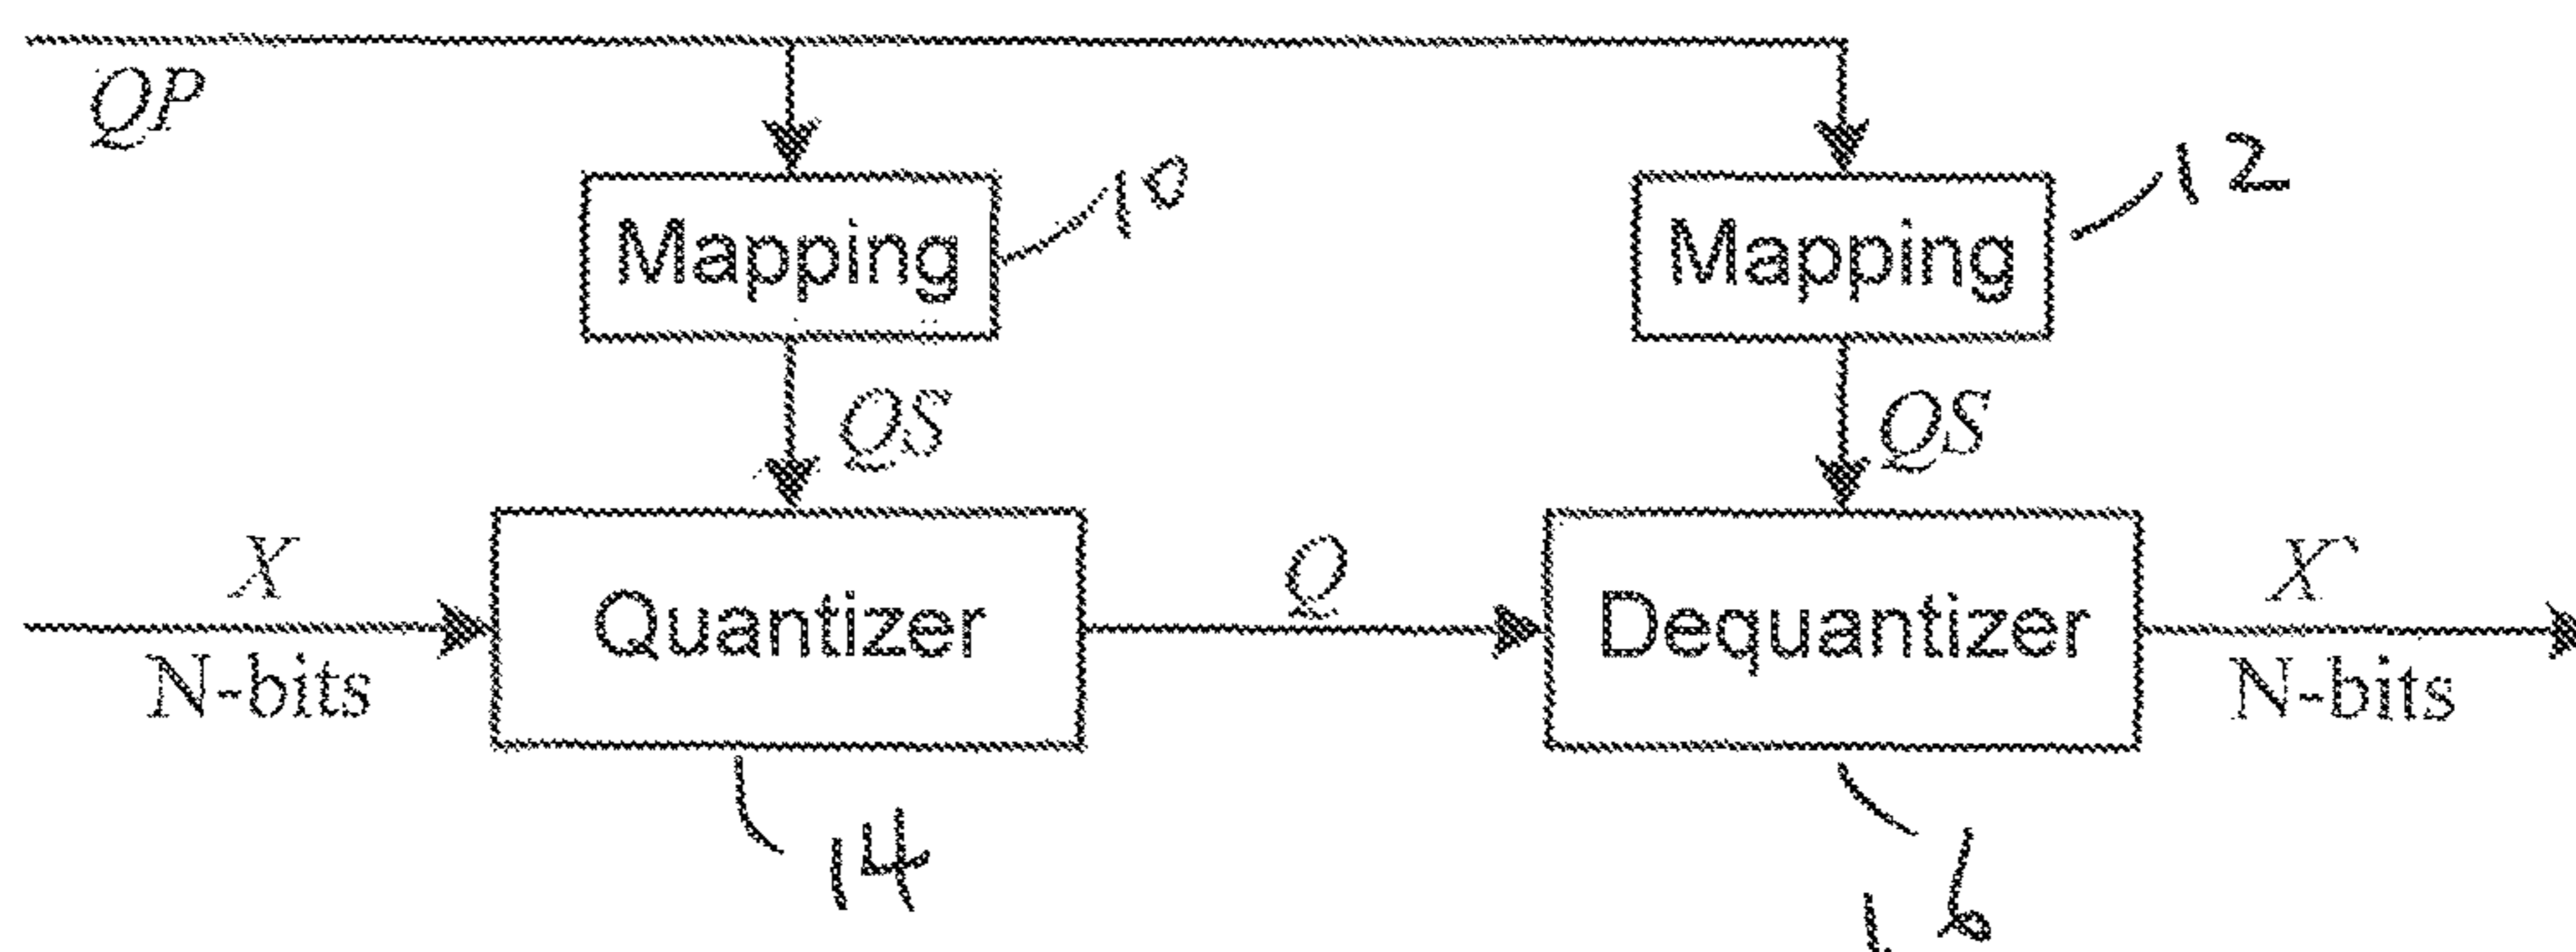 QP
10
12
Mapping
Mapping
QS
QS
X
Q
X'
Quantizer
Dequantizer
N-bits
N-bits
14
16